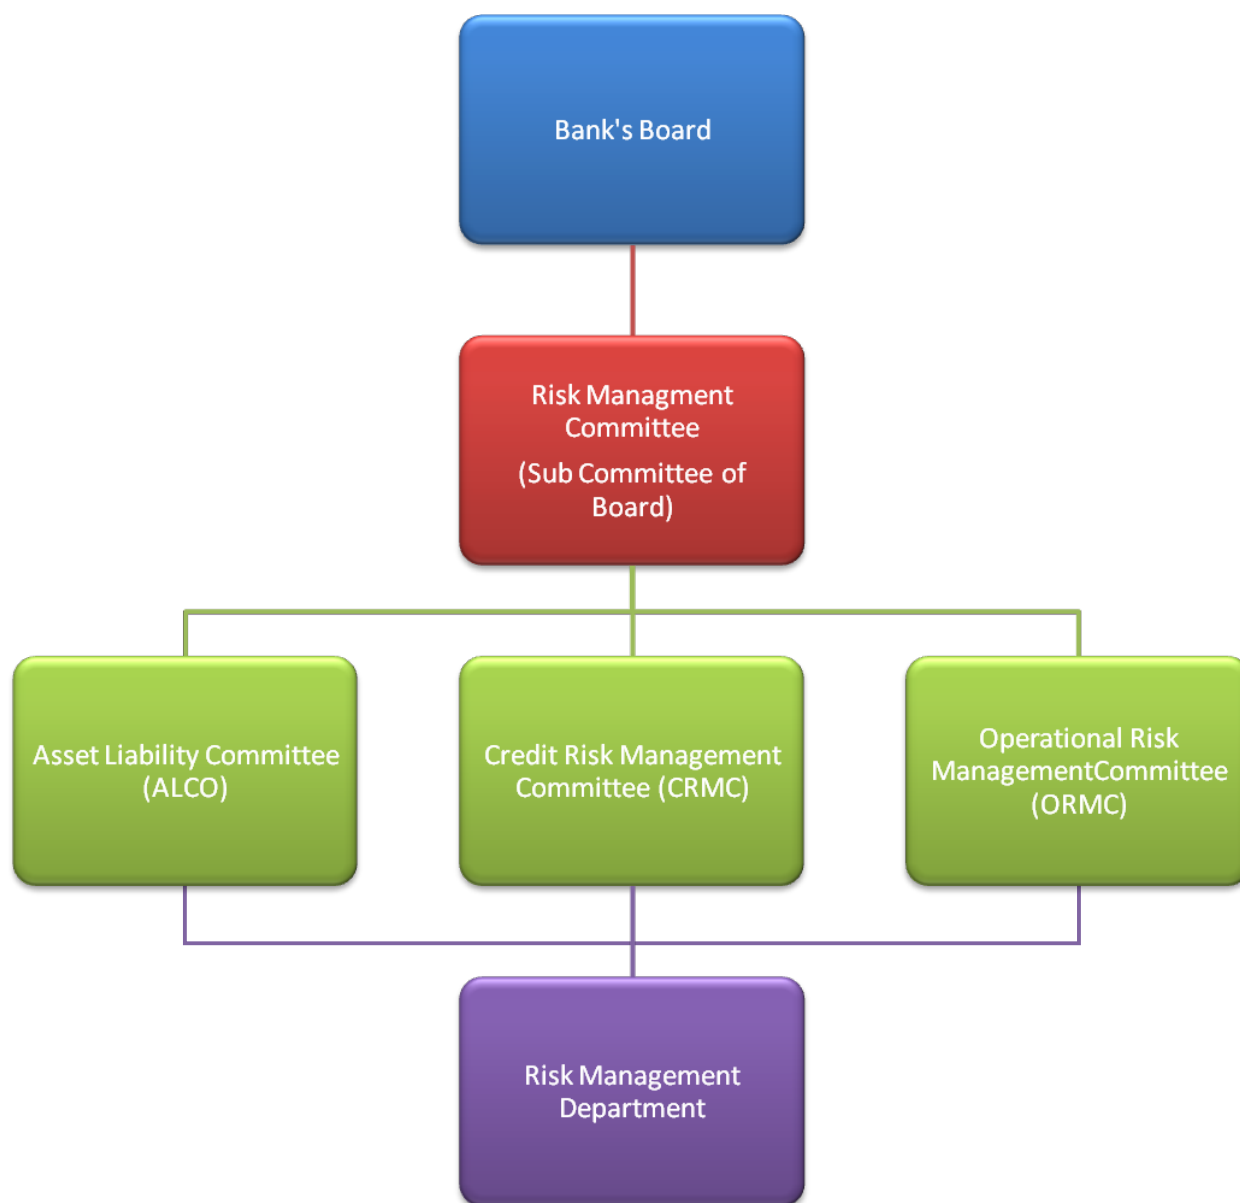 Bank's Board
Risk Managment
Committee
(Sub Committee of
Board)
Asset Liability Committee
(ALCO)
Credit Risk Management
Committee (CRMC)
Operational Risk
ManagementCommittee
(ORMC)
Risk Management
Department